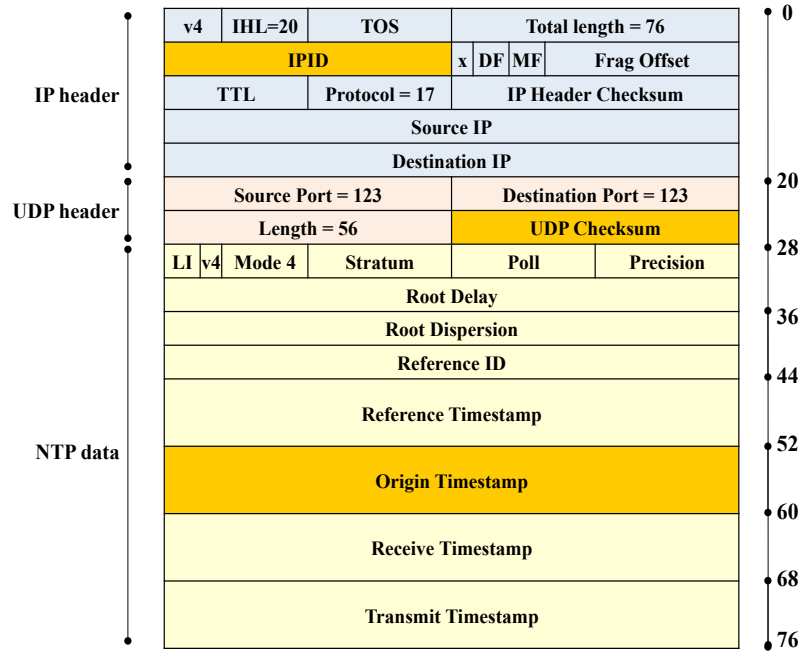 v4 IHL=20 TOS Total length = 76 0
IPID x DF MF Frag Offset
IP header TTL Protocol = 17 IP Header Checksum
Source IP
Destination IP
20
Source Port = 123 Destination Port = 123
UDP header
Length = 56 UDP Checksum
28
LI v4 Mode 4 Stratum Poll Precision
Root Delay
36
Root Dispersion
Reference ID
44
Reference Timestamp
NTP data
52
Origin Timestamp
60
Receive Timestamp
68
Transmit Timestamp
76